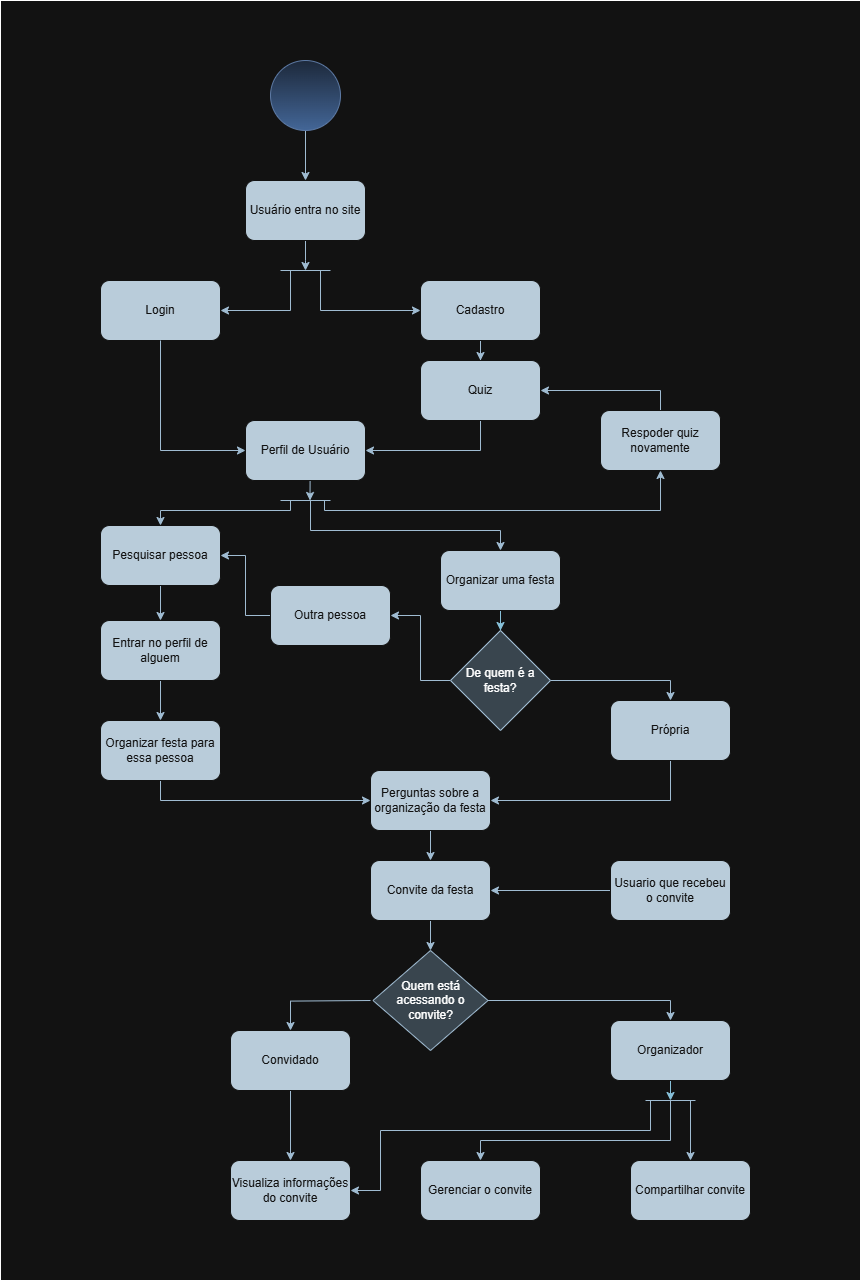 Usuário entra no site
Login
Cadastro
Quiz
Respoder quiz
novamente
Perfil de Usuário
Pesquisar pessoa
Organizar uma festa
Outra pessoa
Entrar no perfil de
alguem
De quem é a
festa?
Própria
Organizar festa para
essa pessoa
Perguntas sobre a
organização da festa
Convite da festa
Usuario que recebeu
o convite
Quem está
acessando o
convite?
Convidado
Organizador
Visualiza informações
do convite
Gerenciar o convite
Compartilhar convite